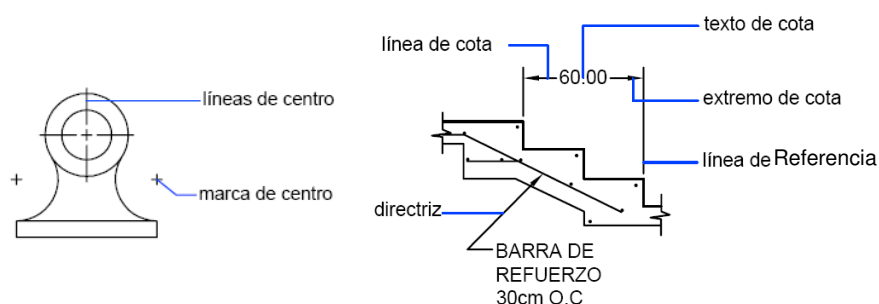 líneas de centro
marca de centro
texto de cota
línea de cota
60.00
extremo de cota
línea de Referencia
directriz
BARRA DE
REFUERZO
30cm O.C